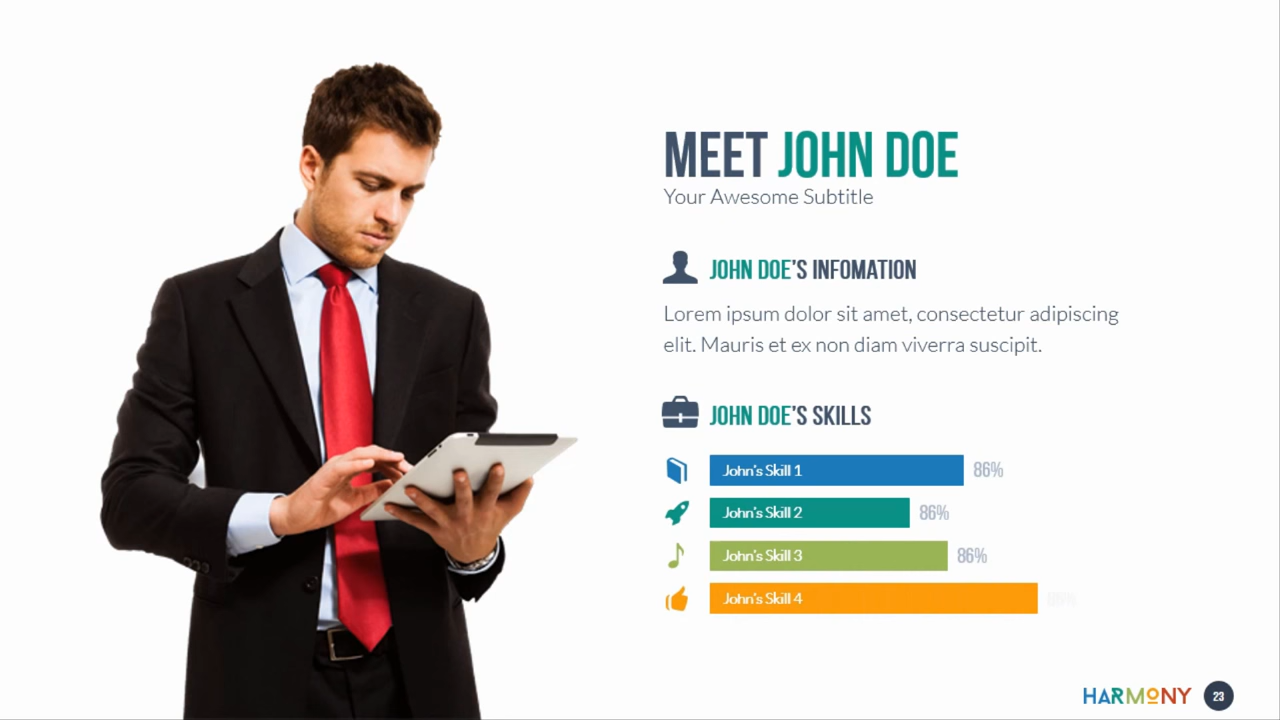 MEET JOHN DOE
Your Awesome Subtitle
JOHN DOE'S INFOMATION
Lorem ipsum dolor sit amet, consectetur adipiscing
elit. Mauris et ex non diam viverra suscipit.
JOHN DOE'S SKILLS
John's Skill 1 86%
John's Skill 2 86%
John's Skill 3 86%
John's Skill 4
HARMONY 23